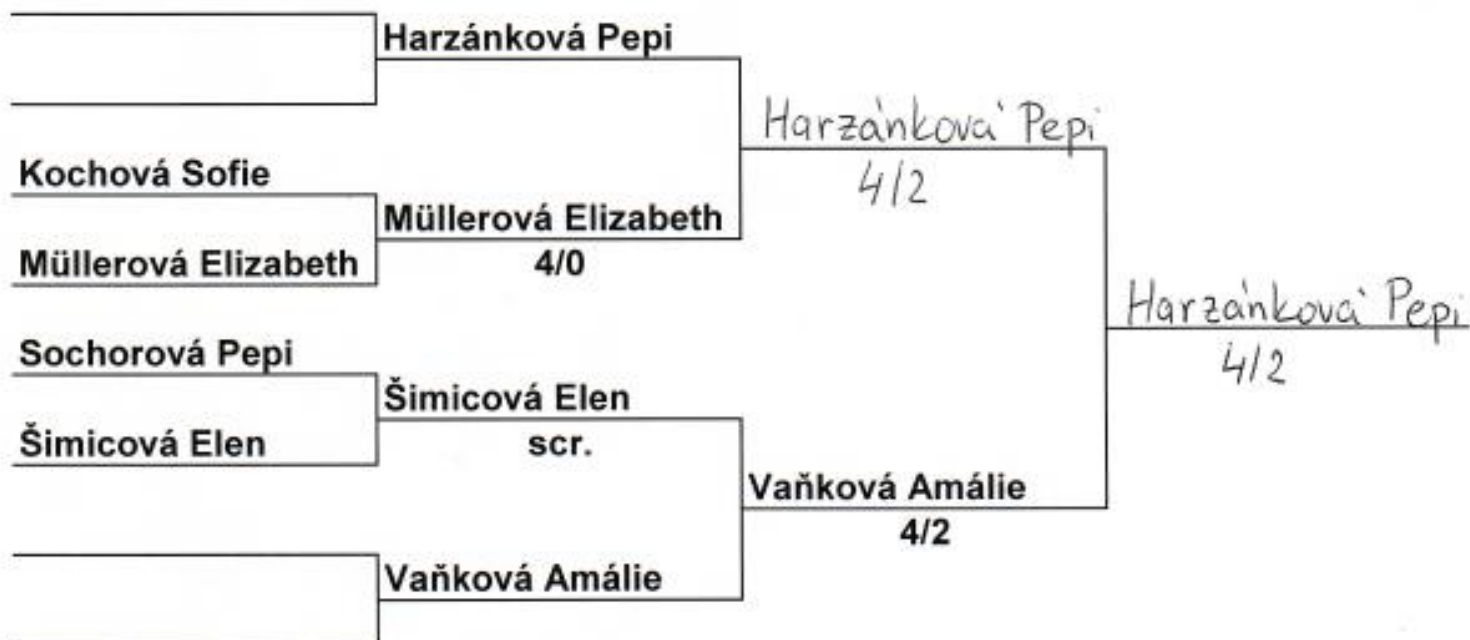 Harzánková Pepi
Harzánková Pepi
4/2
Kochová Sofie
Müllerová Elizabeth
4/0
Müllerová Elizabeth
Harzánková Pepi
4/2
Sochorová Pepi
Šimicová Elen
scr.
Šimicová Elen
Vaňková Amálie
4/2
Vaňková Amálie